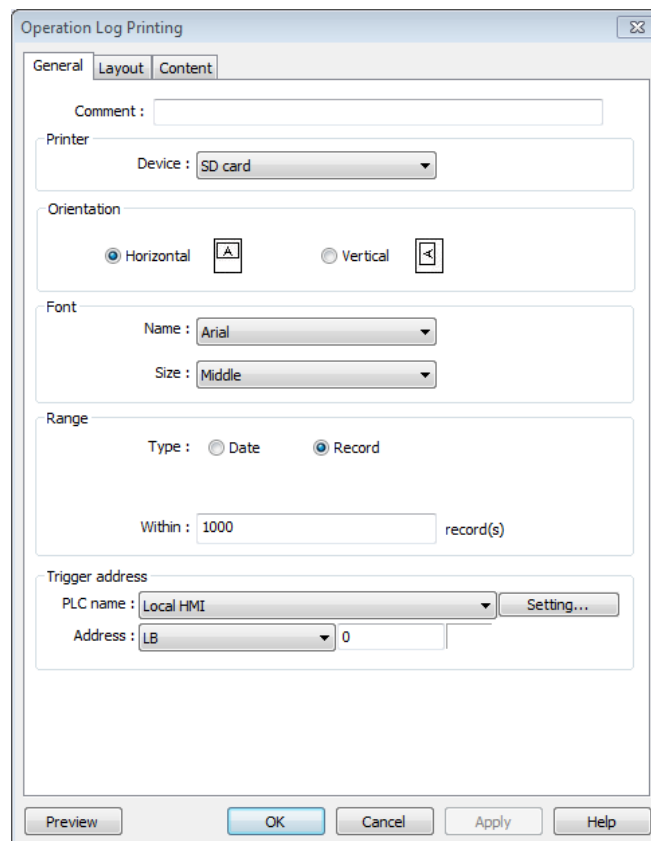 Operation Log Printing
General Layout Content
Comment :
Printer
Device : SD card
Orientation
Horizontal A Vertical A
Font
Name : Arial
Size : Middle
Range
Type : Date Record
Within : 1000 record(s)
Trigger address
PLC name : Local HMI Setting...
Address : LB 0
Preview OK Cancel Apply Help